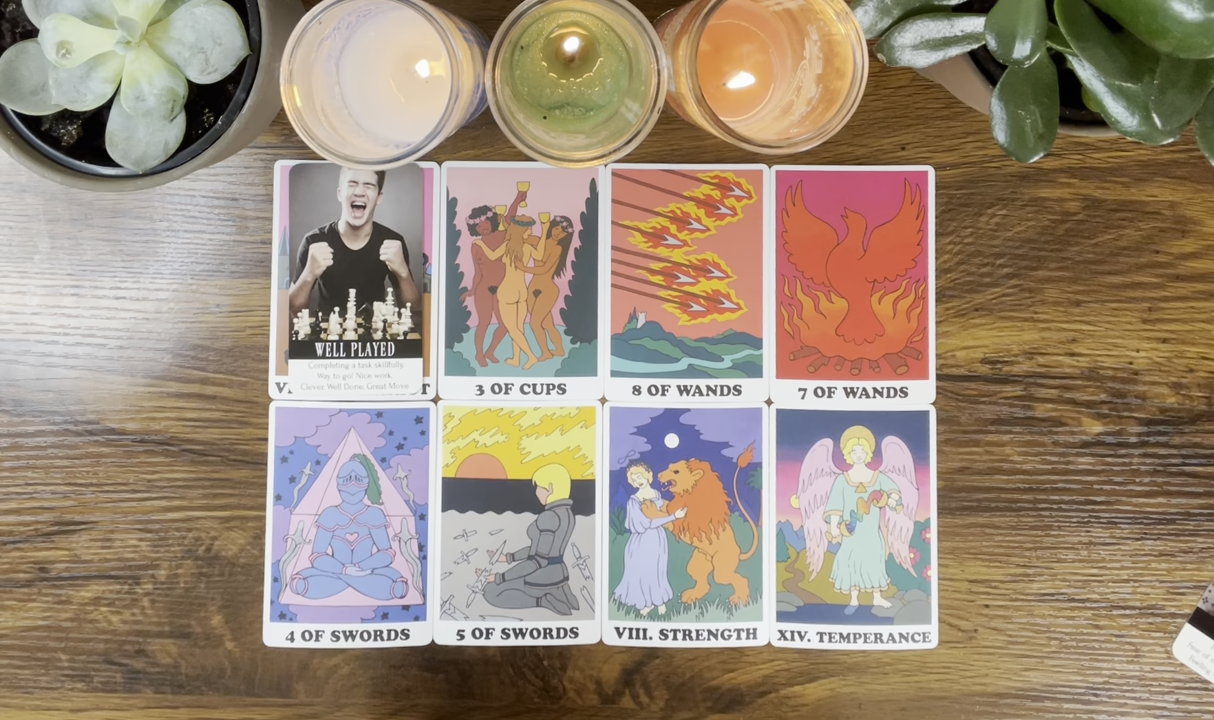 WELL PLAYED
Completing a task skillfully,
Way to go! Nice work,
Clever, Well Done, Great Move
3 OF CUPS
8 OF WANDS
7 OF WANDS
4 OF SWORDS
5 OF SWORDS
VIII. STRENGTH
XIV. TEMPERANCE